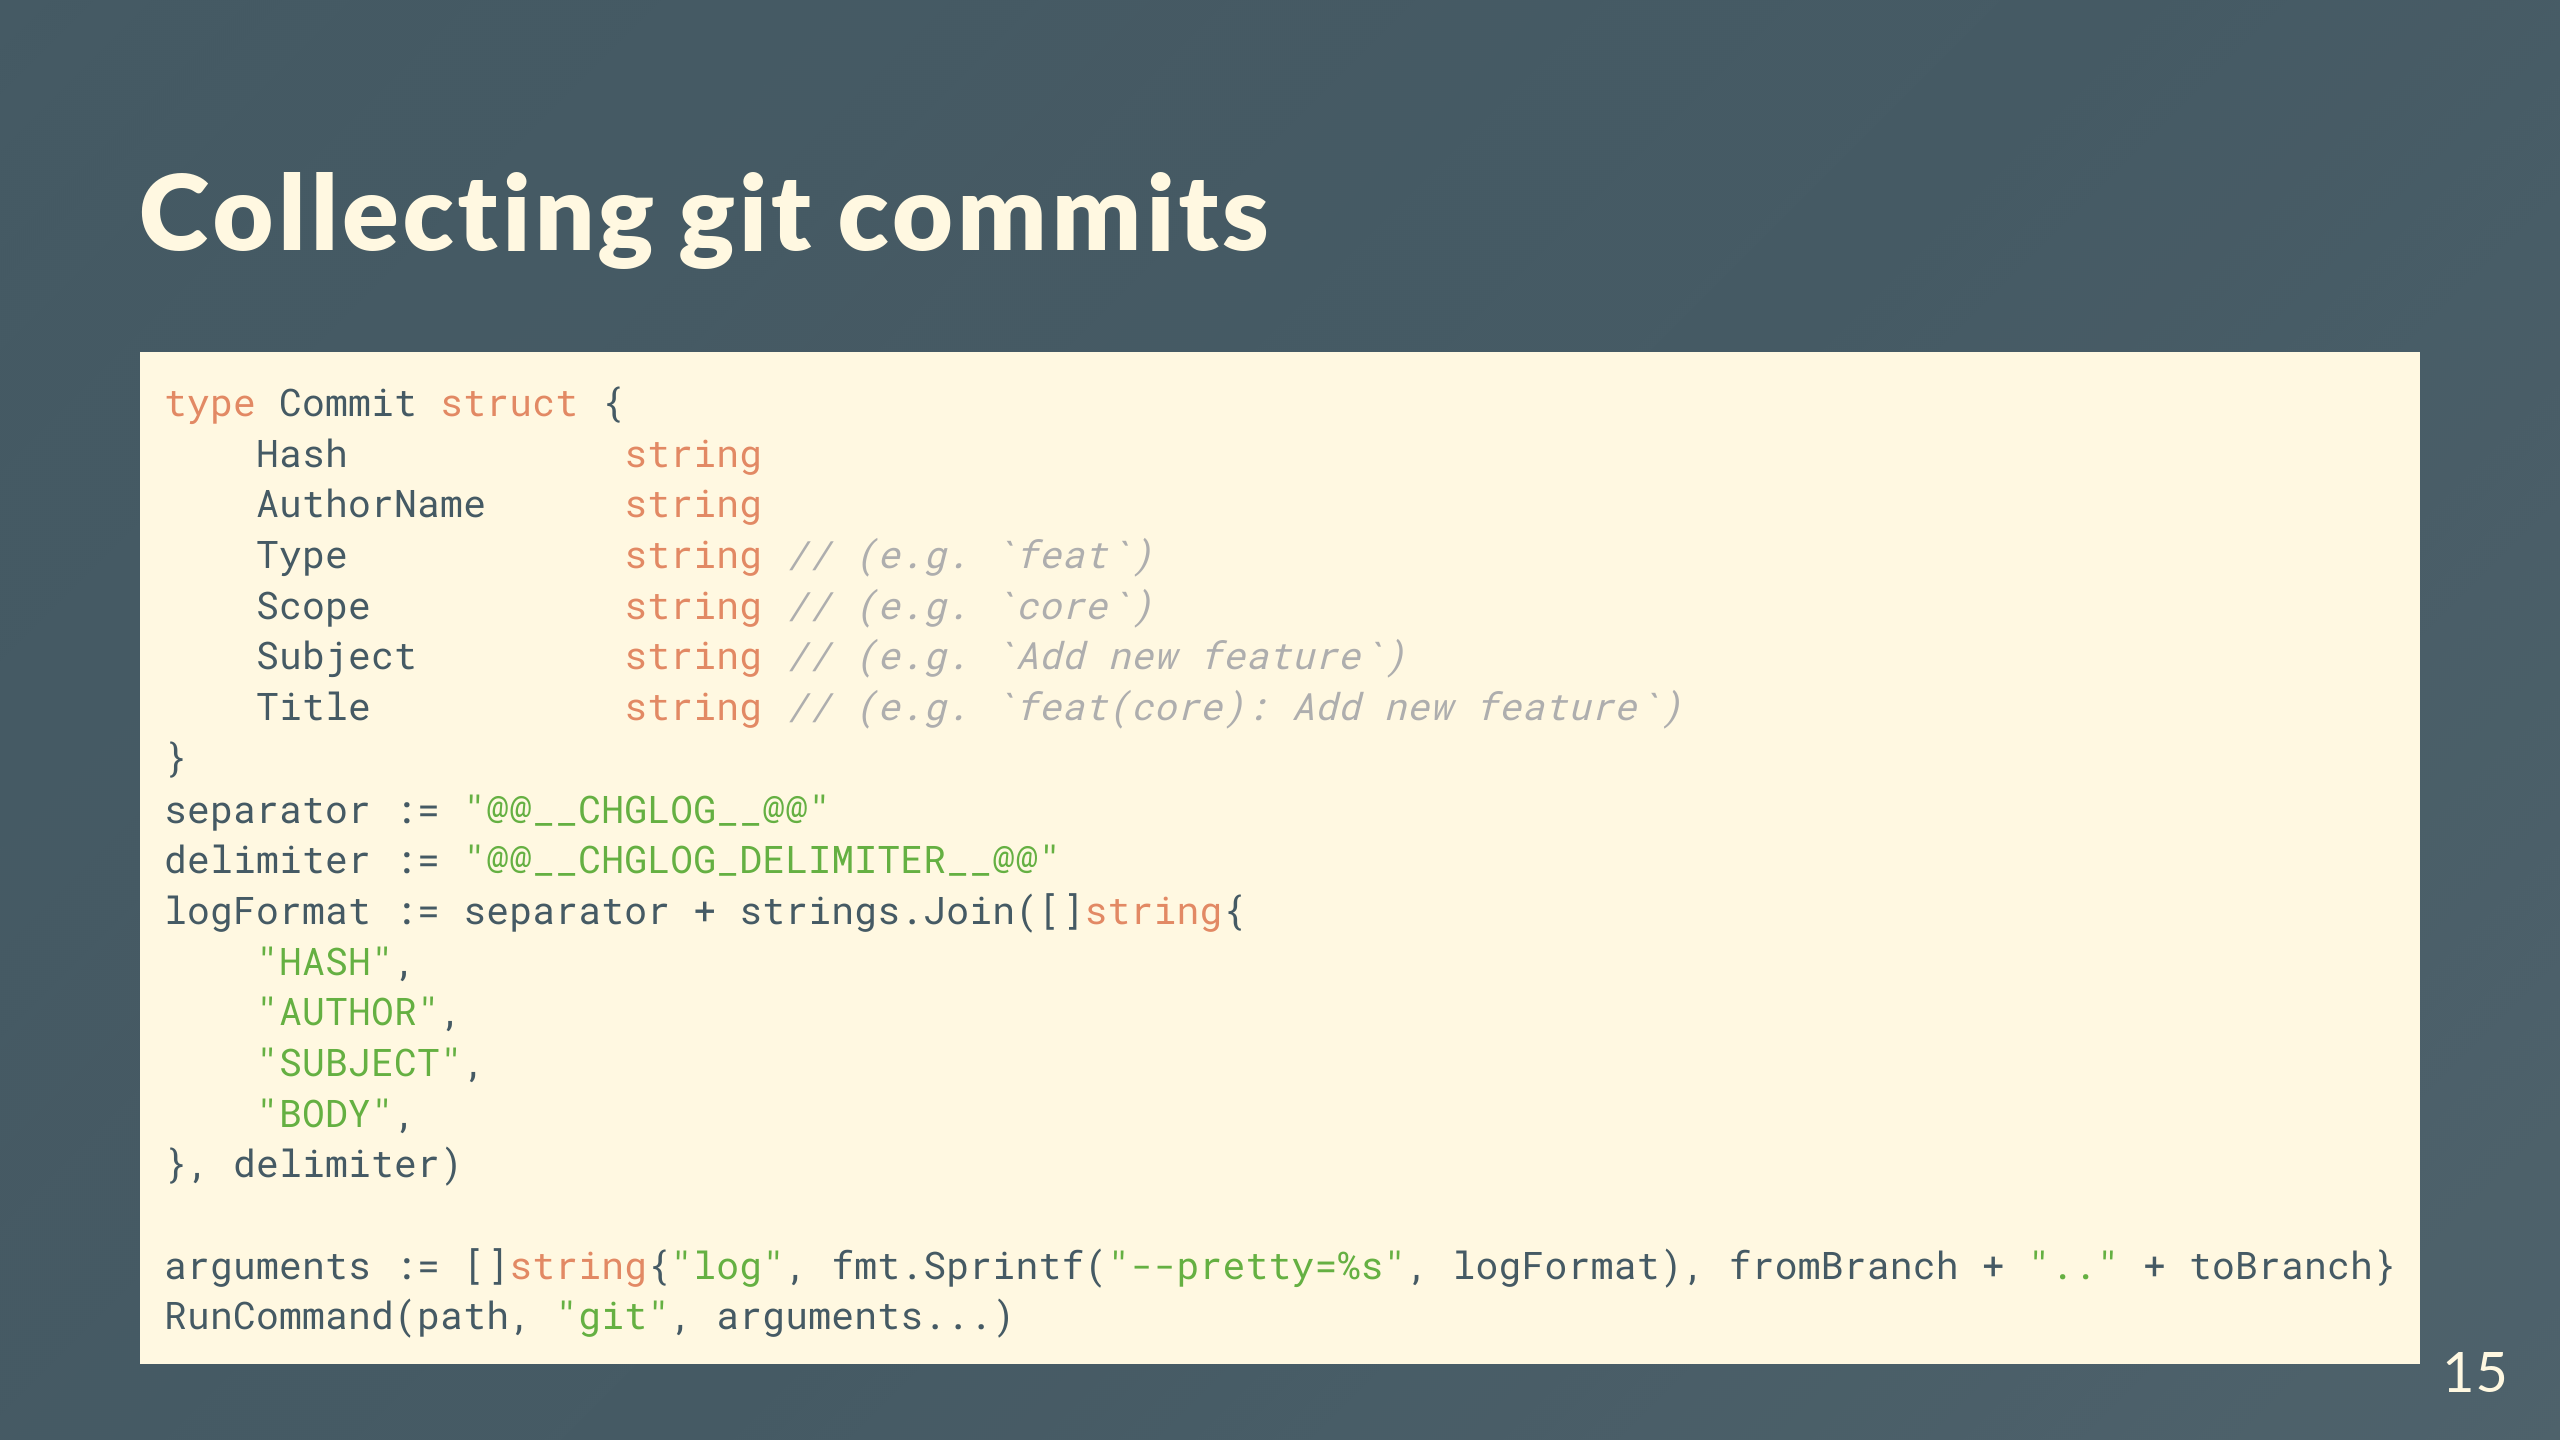 Collecting git commits
type Commit struct {
    Hash            string
    AuthorName      string
    Type            string // (e.g. `feat`)
    Scope           string // (e.g. `core`)
    Subject         string // (e.g. `Add new feature`)
    Title           string // (e.g. `feat(core): Add new feature`)
}
separator := "@@__CHGLOG__@@"
delimiter := "@@__CHGLOG_DELIMITER__@@"
logFormat := separator + strings.Join([]string{
    "HASH",
    "AUTHOR",
    "SUBJECT",
    "BODY",
}, delimiter)

arguments := []string{"log", fmt.Sprintf("--pretty=%s", logFormat), fromBranch + ".." + toBranch}
RunCommand(path, "git", arguments...)
15